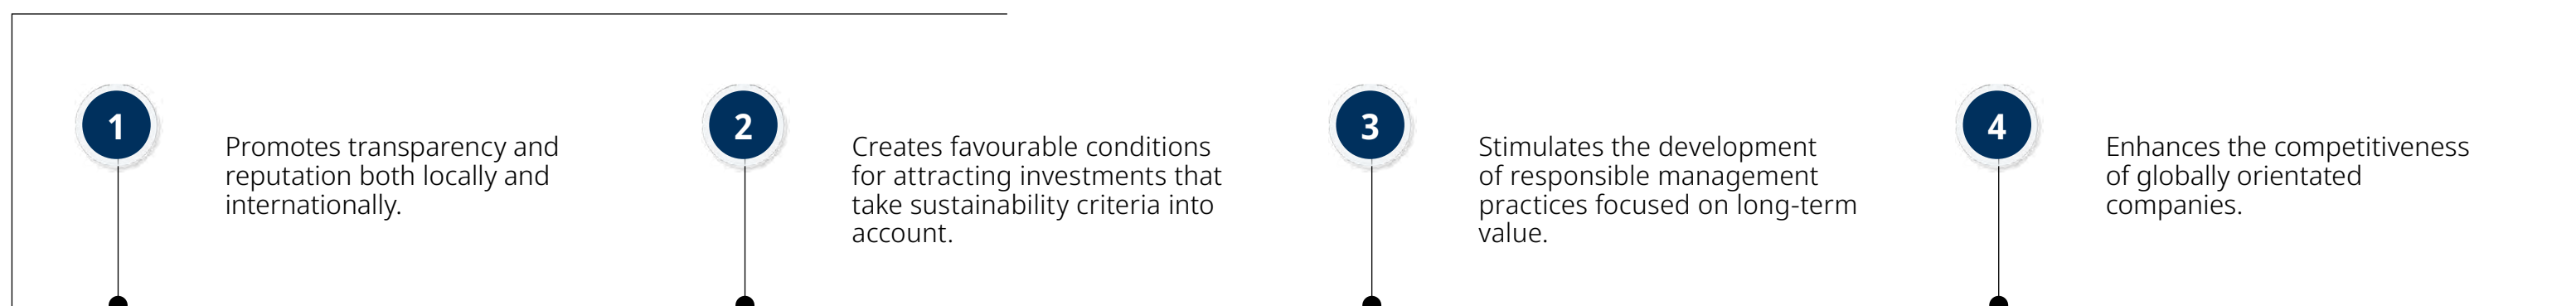 1
Promotes transparency and
reputation both locally and
internationally.
2
Creates favourable conditions
for attracting investments that
take sustainability criteria into
account.
3
Stimulates the development
of responsible management
practices focused on long-term
value.
4
Enhances the competitiveness
of globally orientated
companies.